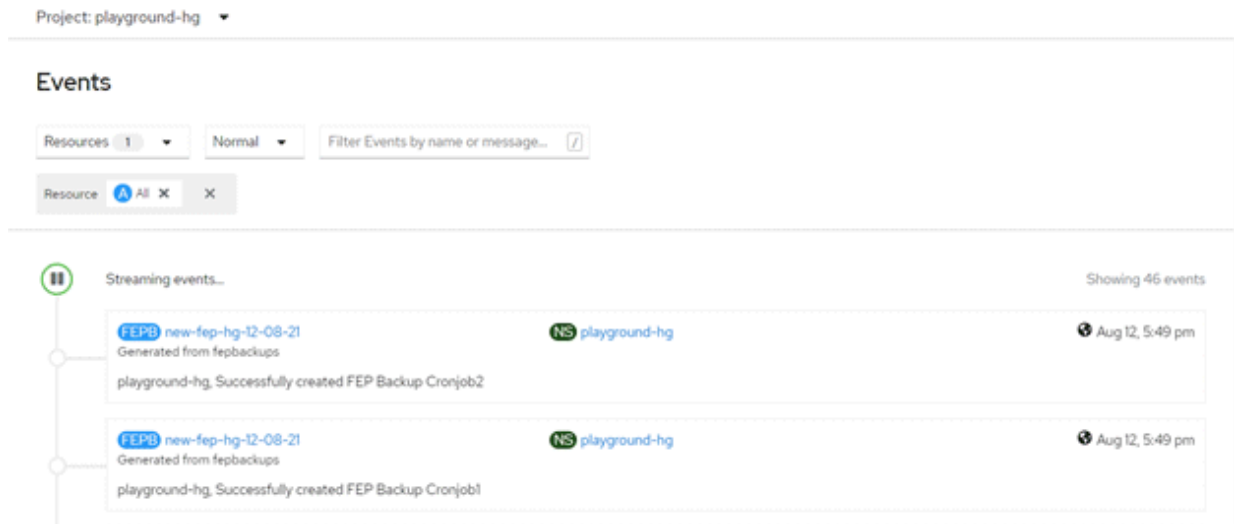 Project: playground-hg
Events
Resources 1 Normal Filter Events by name or message... /
Resource A All
Streaming events... Showing 46 events
FEPB new-fep-hg-12-08-21 NS playground-hg Aug 12, 5:49 pm
Generated from fepbackups
playground-hg, Successfully created FEP Backup Cronjob2
FEPB new-fep-hg-12-08-21 NS playground-hg Aug 12, 5:49 pm
Generated from fepbackups
playground-hg, Successfully created FEP Backup Cronjob1